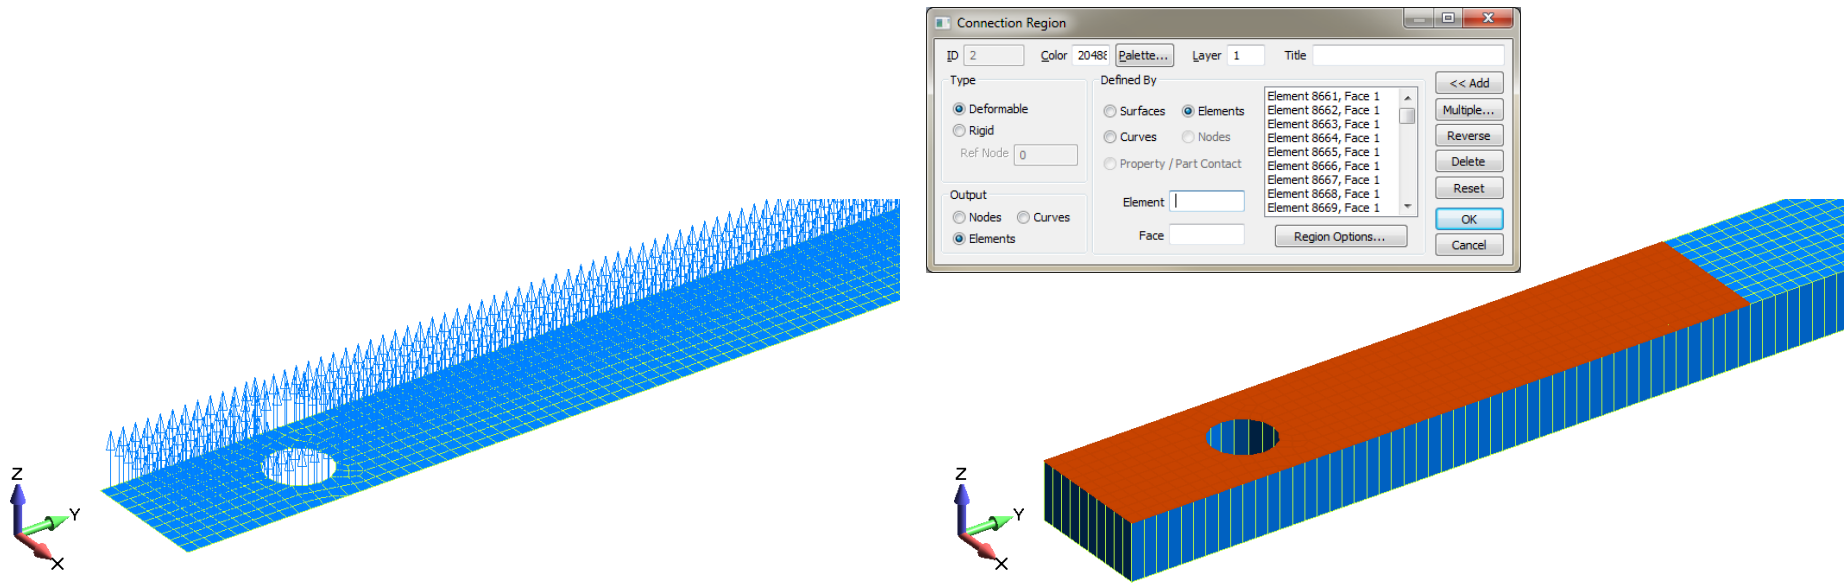 Connection Region
ID 2 Color 20488 Palette... Layer 1 Title
Type
Deformable
Rigid
Ref Node 0
Output
Nodes Curves
Elements
Defined By
Surfaces Elements
Curves Nodes
Property / Part Contact
Element
Face
Element 8661, Face 1
Element 8662, Face 1
Element 8663, Face 1
Element 8664, Face 1
Element 8665, Face 1
Element 8666, Face 1
Element 8667, Face 1
Element 8668, Face 1
Element 8669, Face 1
Region Options...
<< Add
Multiple...
Reverse
Delete
Reset
OK
Cancel
Z
Y
X
Z
Y
X